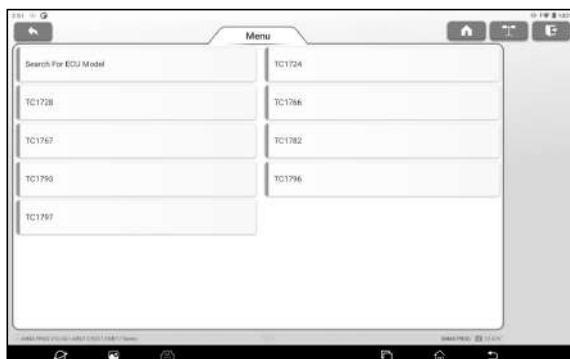 Menu
Search For ECU Model
TC1724
TC1728
TC1766
TC1767
TC1782
TC1793
TC1796
TC1797